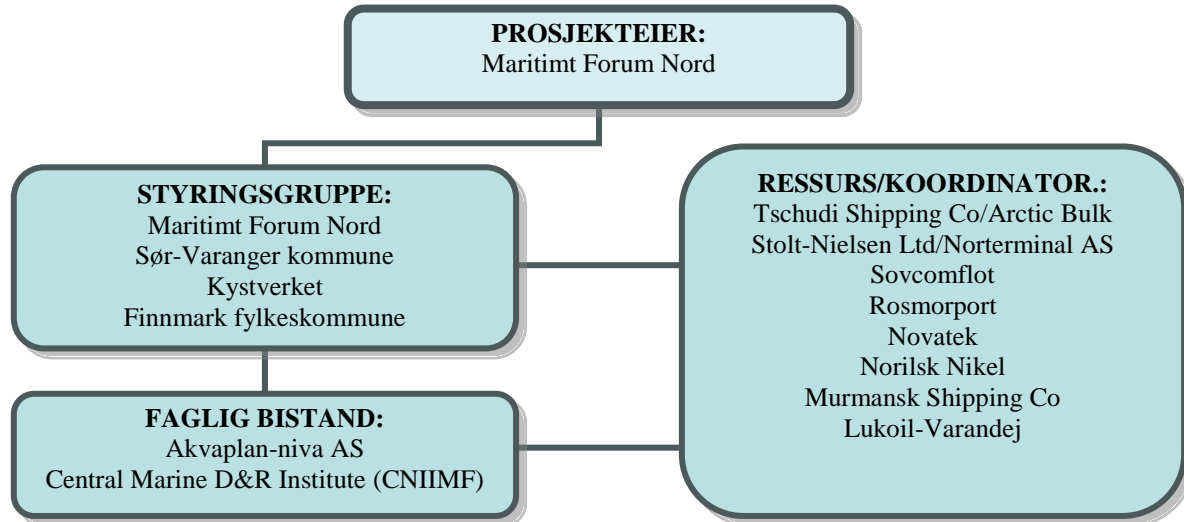 PROSJEKTEIER:
Maritimt Forum Nord
STYRINGSGRUPPE:
Maritimt Forum Nord
Sør-Varanger kommune
Kystverket
Finnmark fylkeskommune
RESSURS/KOORDINATOR.:
Tschudi Shipping Co/Arctic Bulk
Stolt-Nielsen Ltd/Norterminal AS
Sovcomflot
Rosmorport
Novatek
Norilsk Nikel
Murmansk Shipping Co
Lukoil-Varandej
FAGLIG BISTAND:
Akvaplan-niva AS
Central Marine D&R Institute (CNIIMF)